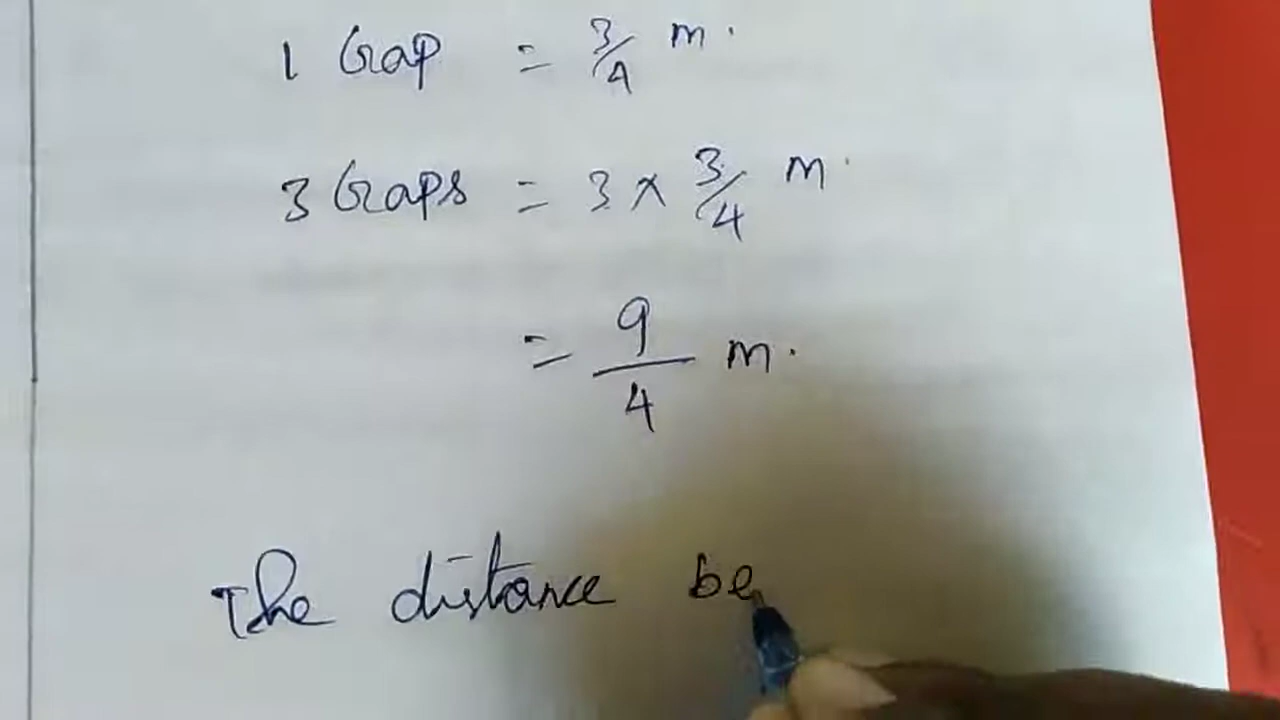 1 Gap = 3/4 m.
3 Gaps = 3 x 3/4 m.
= 9/4 m.
The distance be